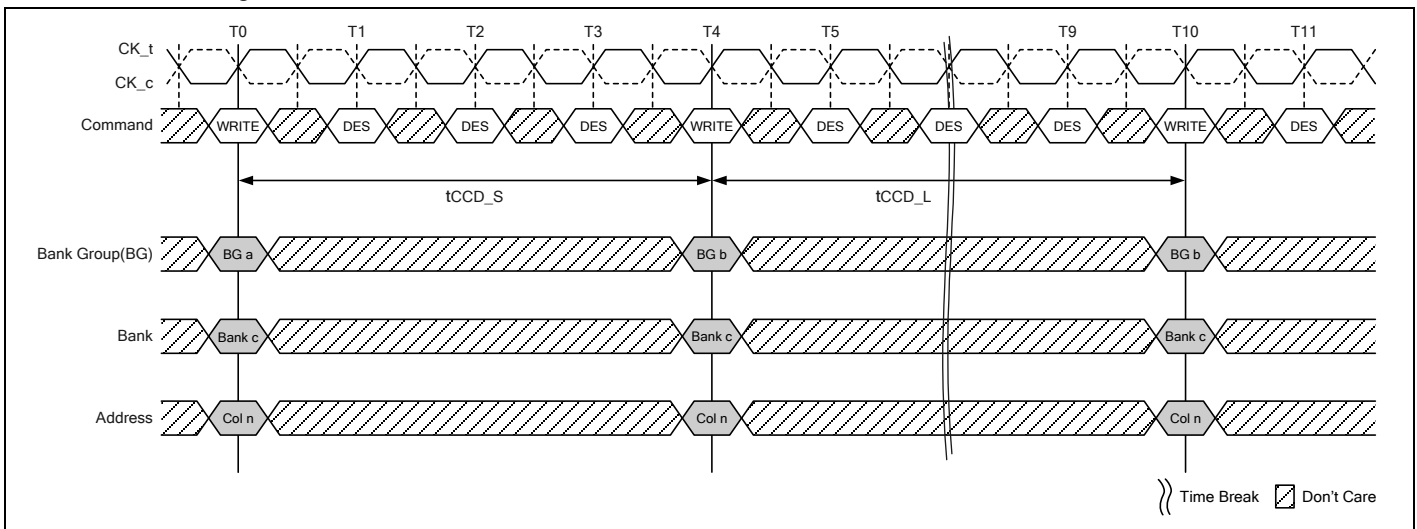 T0 T1 T2 T3 T4 T5 T9 T10 T11
CK_t
CK_c
Command WRITE DES DES DES WRITE DES DES DES WRITE DES
tCCD_S tCCD_L
Bank Group(BG) BG a BG b BG b
Bank Bank c Bank c Bank c
Address Col n Col n Col n
Time Break Don't Care